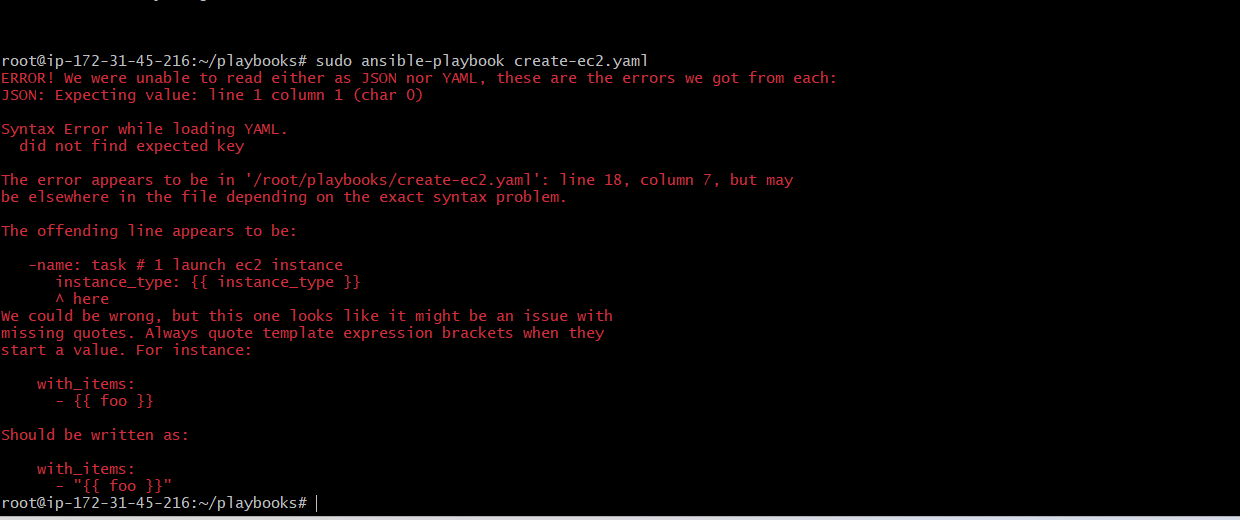 root@ip-172-31-45-216:~/playbooks# sudo ansible-playbook create-ec2.yaml
ERROR! We were unable to read either as JSON nor YAML, these are the errors we got from each:
JSON: Expecting value: line 1 column 1 (char 0)
Syntax Error while loading YAML.
  did not find expected key
The error appears to be in '/root/playbooks/create-ec2.yaml': line 18, column 7, but may
be elsewhere in the file depending on the exact syntax problem.
The offending line appears to be:
   -name: task # 1 launch ec2 instance
      instance_type: {{ instance_type }}
      ^ here
We could be wrong, but this one looks like it might be an issue with
missing quotes. Always quote template expression brackets when they
start a value. For instance:
    with_items:
      - {{ foo }}
Should be written as:
    with_items:
      - "{{ foo }}"
root@ip-172-31-45-216:~/playbooks#